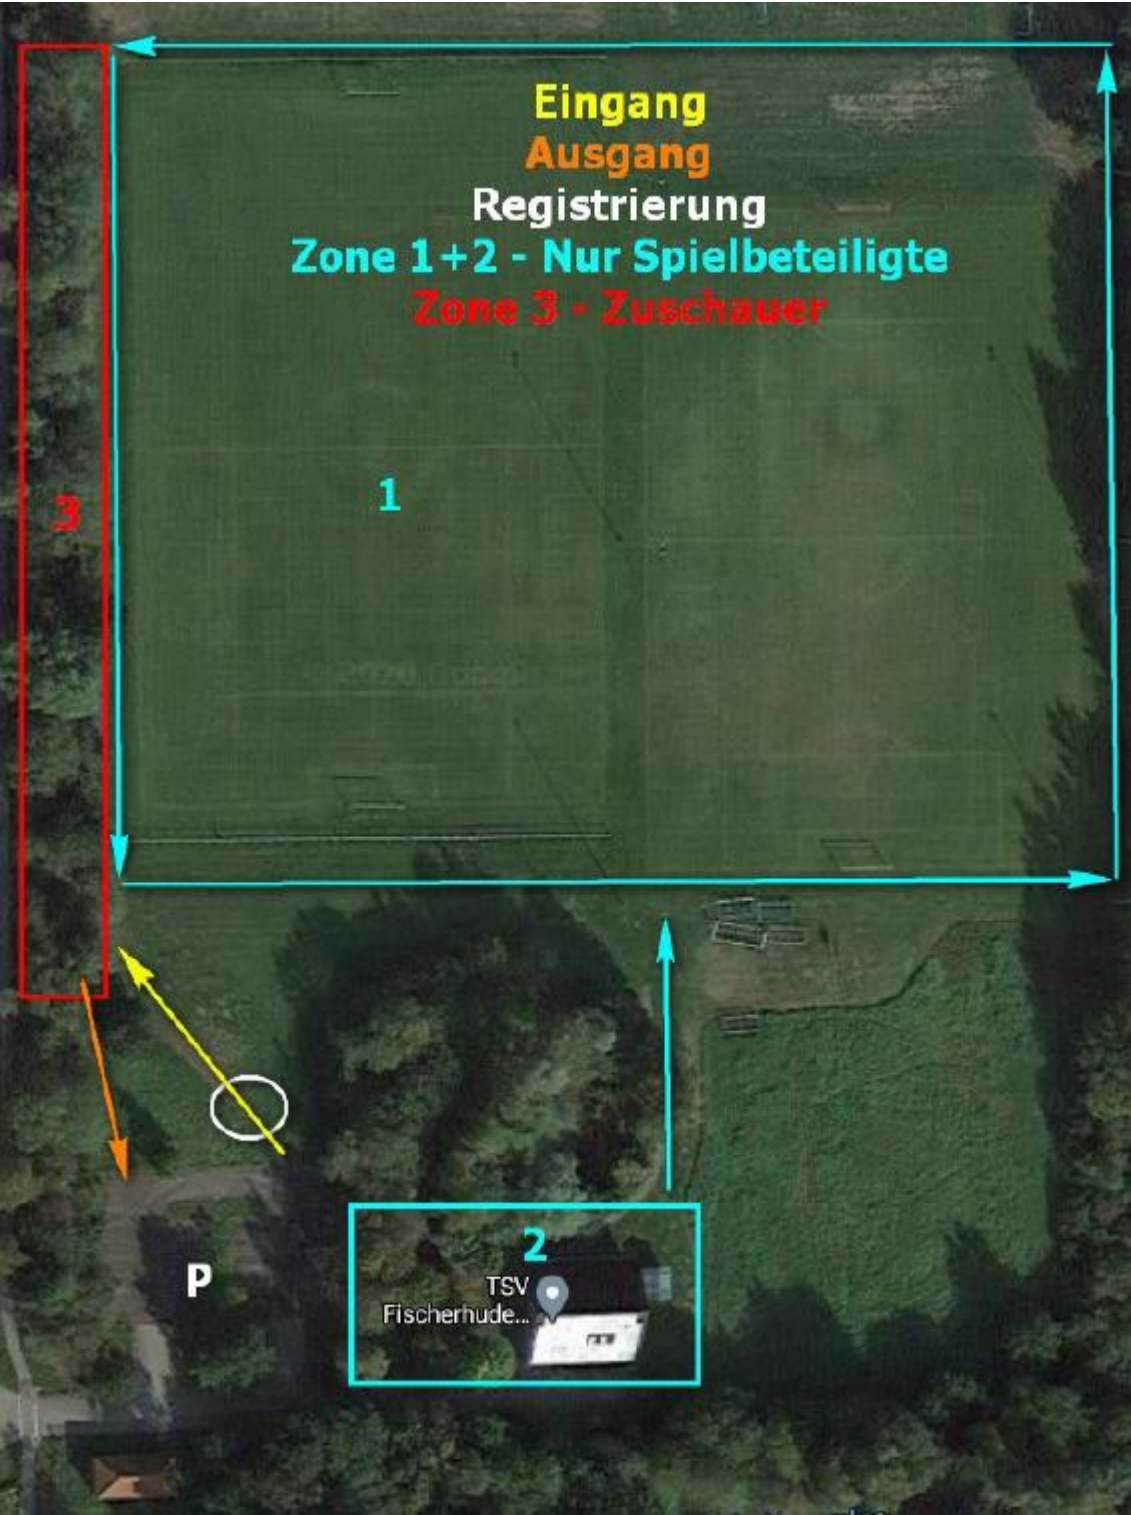 Eingang
Ausgang
Registrierung
Zone 1+2 - Nur Spielbeteiligte
Zone 3 - Zuschauer
1
3
2
TSV
Fischerhude...
P